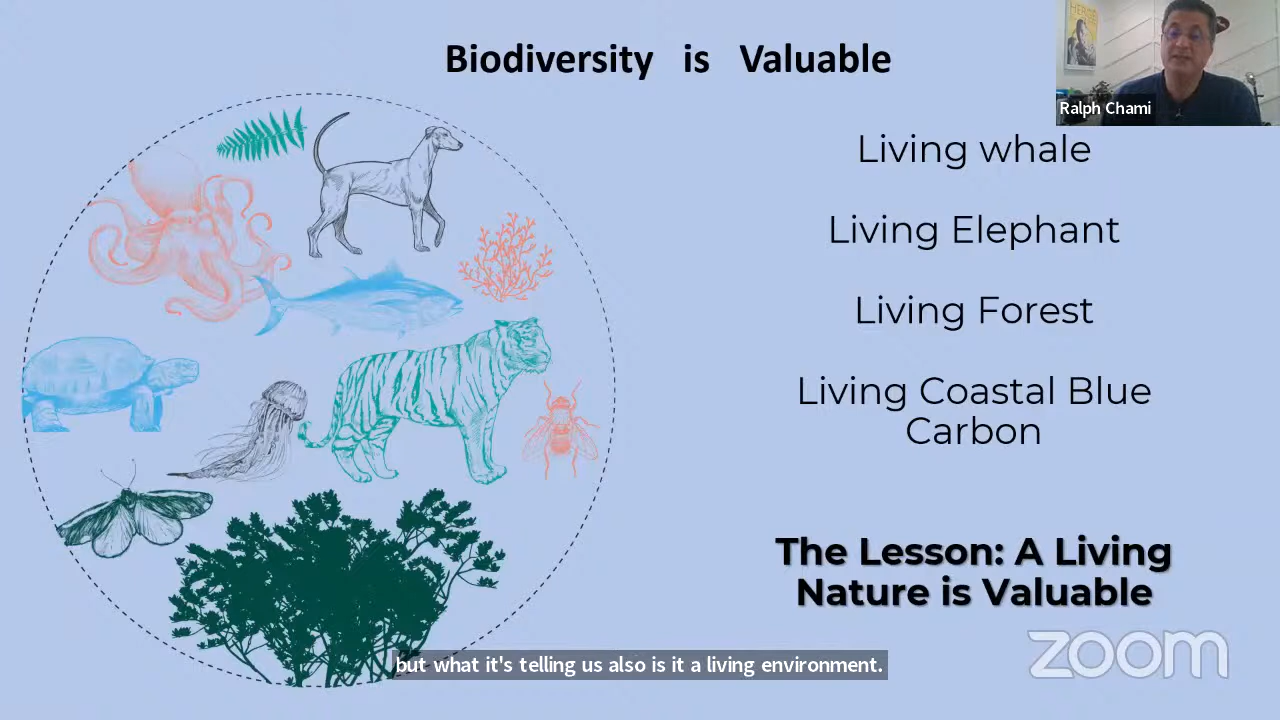 Biodiversity is Valuable
Ralph Chami
Living whale
Living Elephant
Living Forest
Living Coastal Blue
Carbon
The Lesson: A Living
Nature is Valuable
zoom
but what it's telling us also is it a living environment.